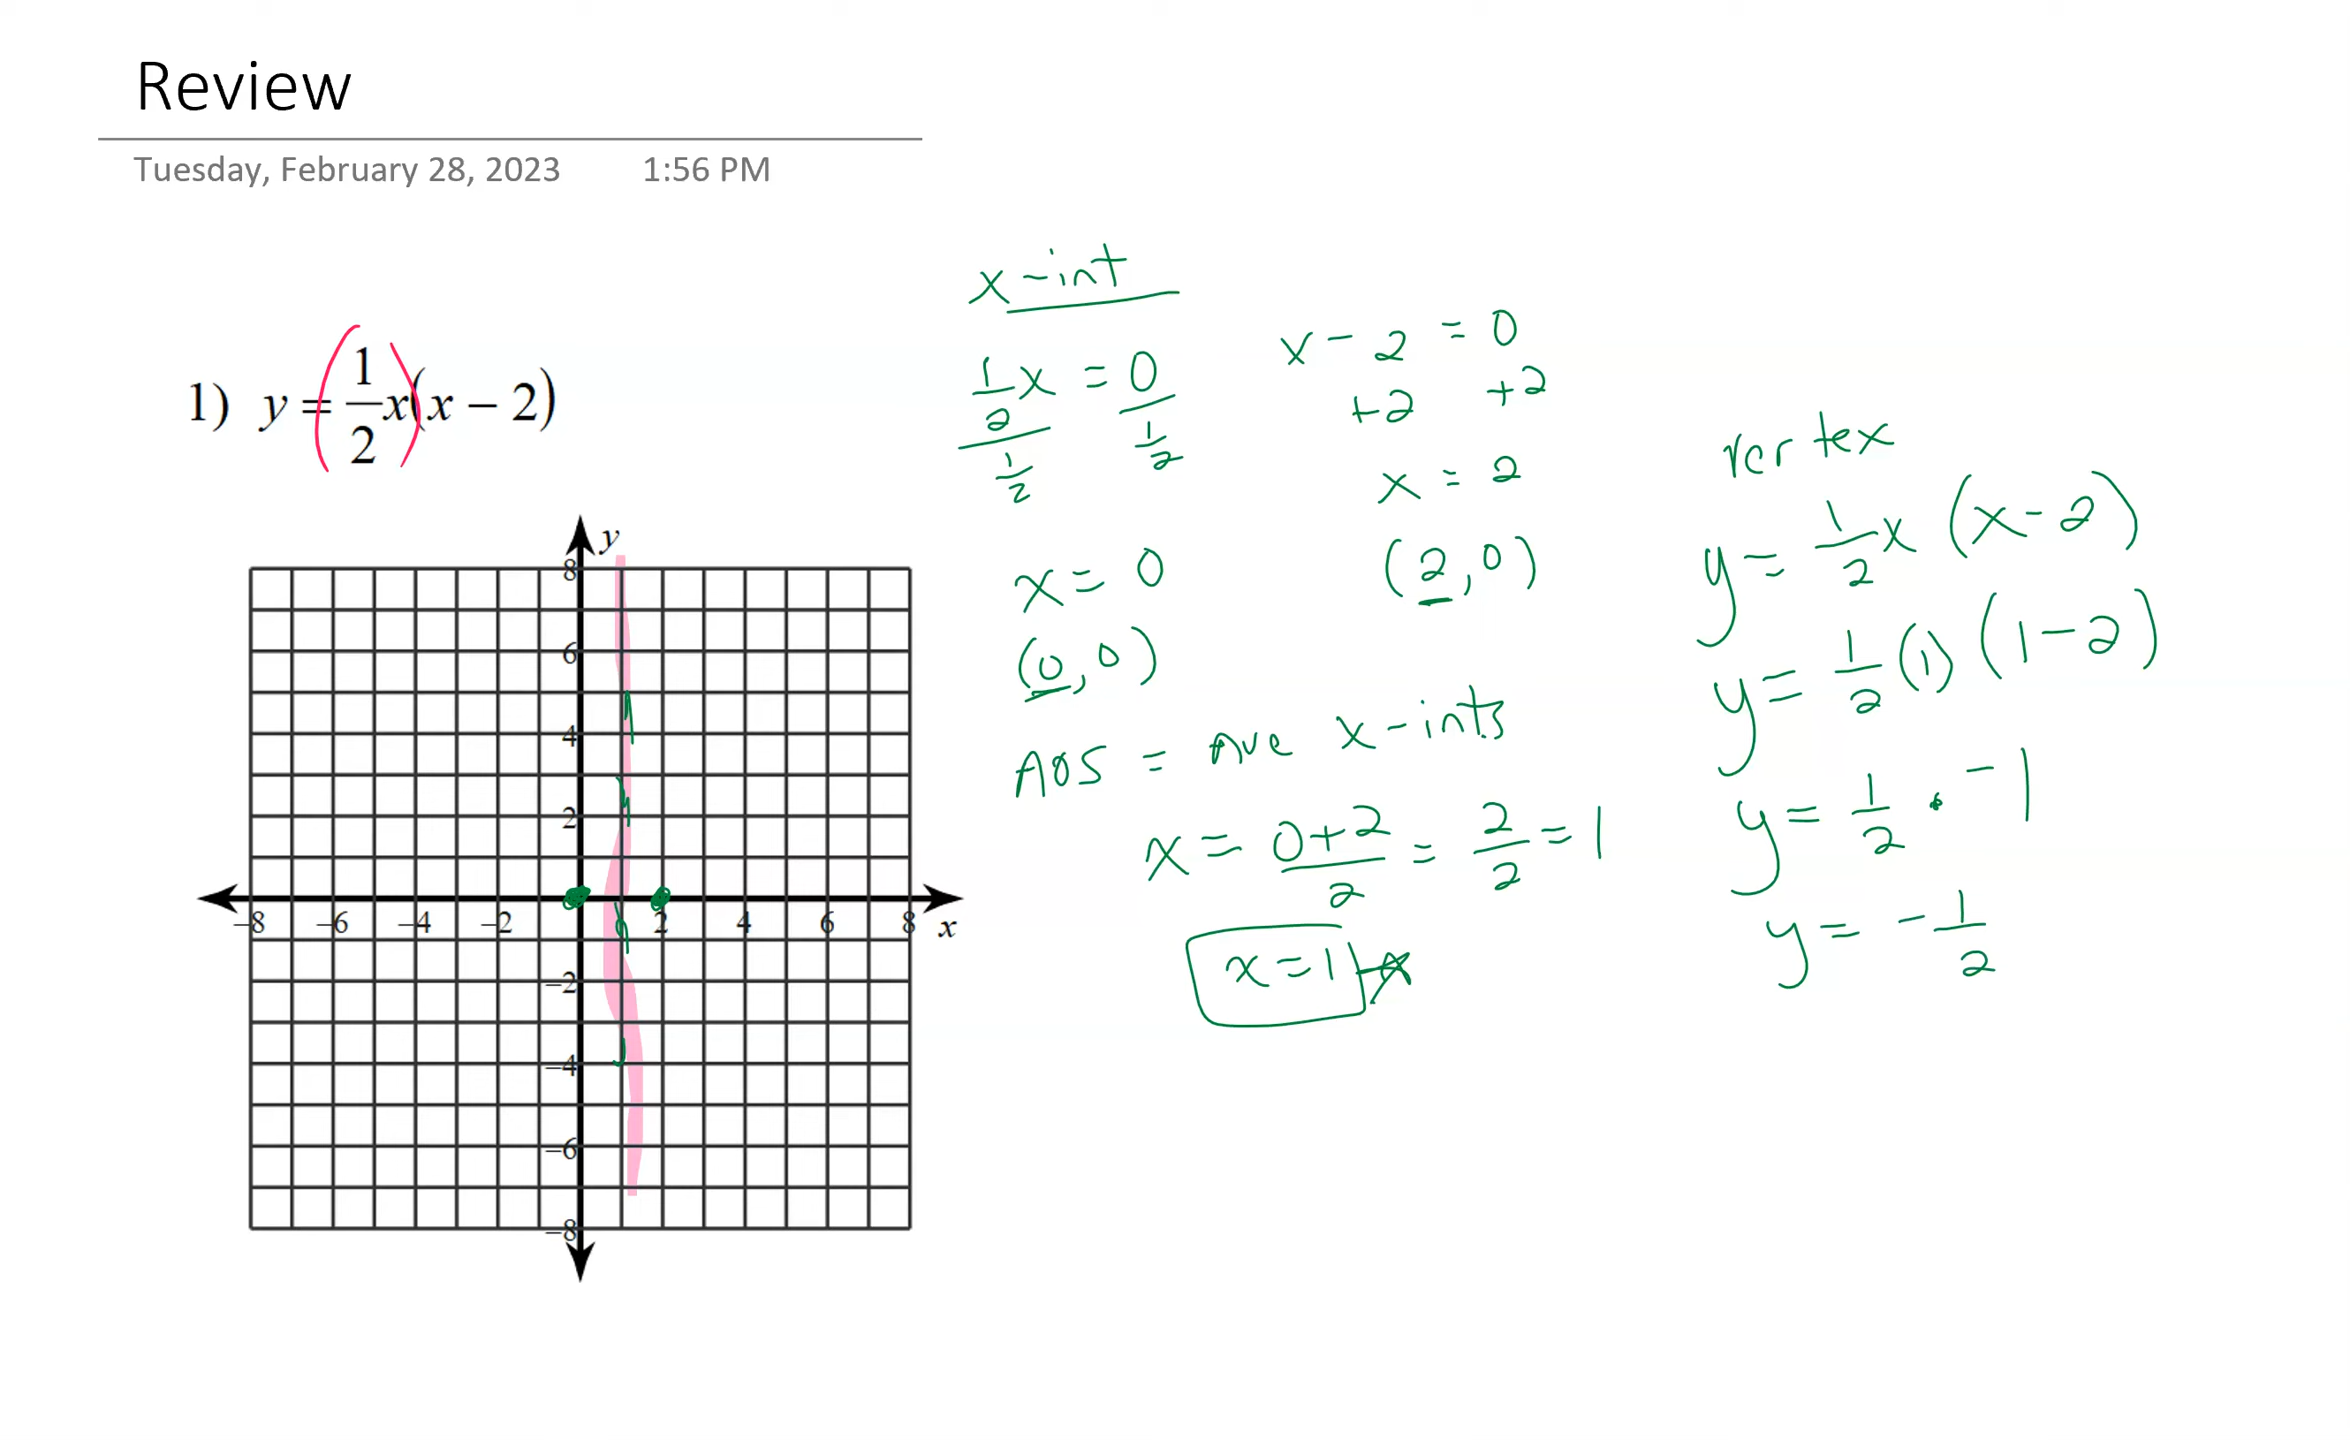 Review
Tuesday, February 28, 2023 1:56 PM
1) y = (1/2 x)(x − 2)
y
8
6
4
2
−8 −6 −4 −2 2 4 6 8 x
−2
−4
−6
−8
x-int
1/2 x = 0
1/2 1/2
x = 0
(0,0)
x - 2 = 0
+2 +2
x = 2
(2,0)
AOS = Ave x-ints
x = 0+2/2 = 2/2 = 1
x = 1
vertex
y = 1/2 x (x-2)
y = 1/2 (1) (1-2)
y = 1/2 • -1
y = -1/2